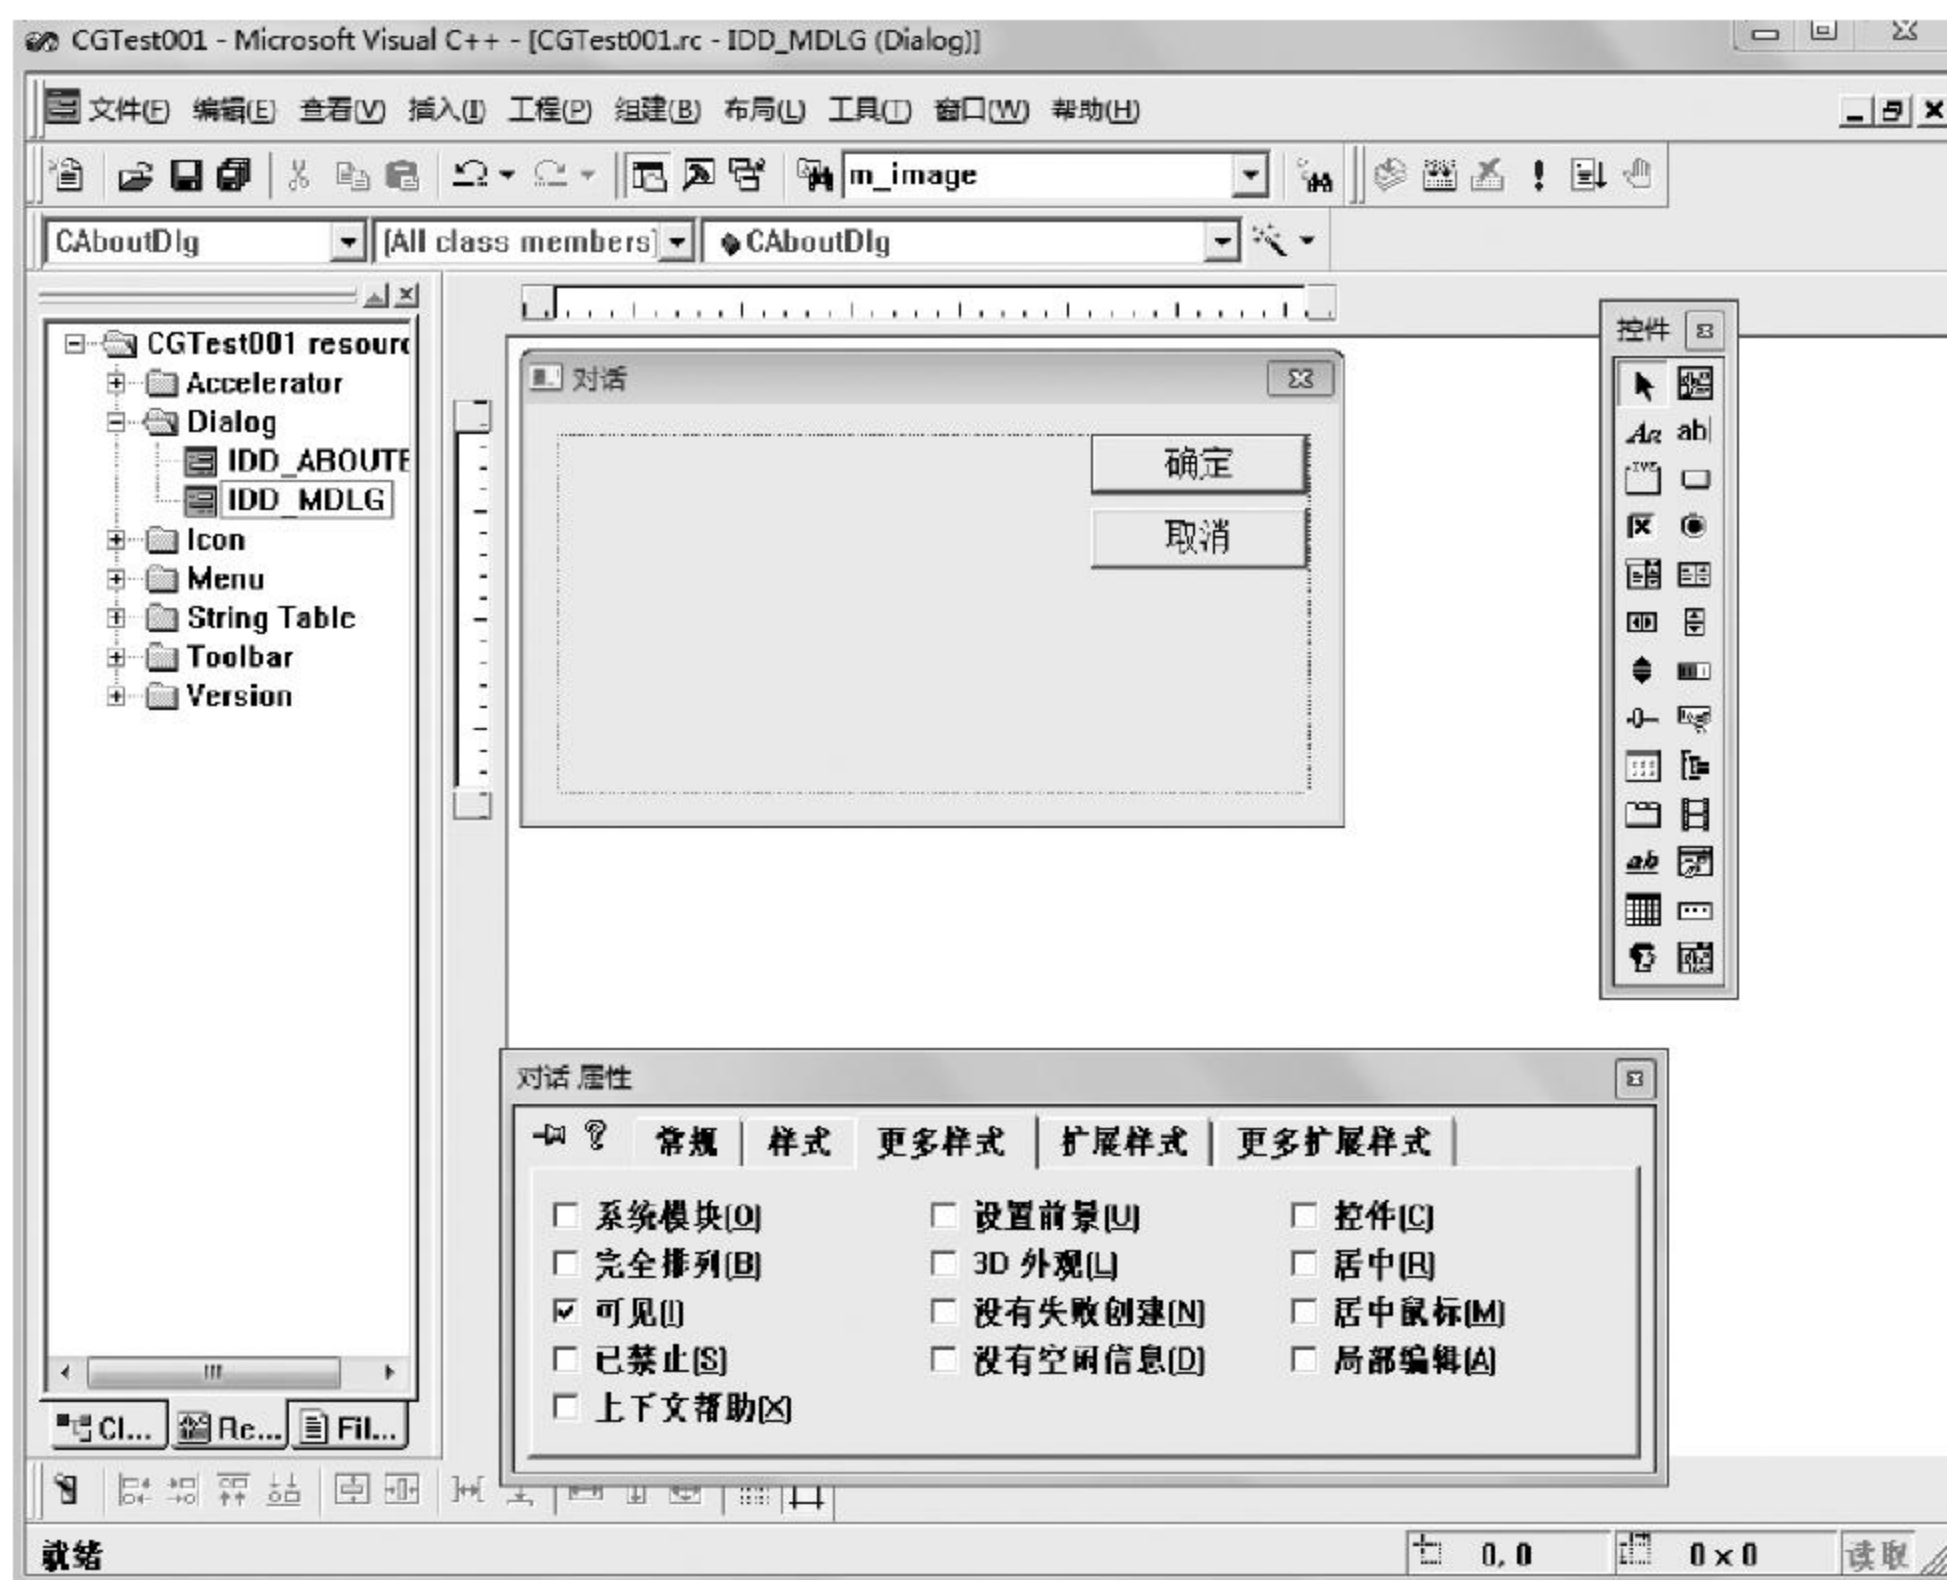 CGTest001 - Microsoft Visual C++ - [CGTest001.rc - IDD_MDLG (Dialog)]
文件(F) 编辑(E) 查看(V) 插入(I) 工程(P) 组建(B) 布局(L) 工具(T) 窗口(W) 帮助(H)
m_image
CAboutDlg [All class members] CAboutDlg
CGTest001 resourc
Accelerator
Dialog
IDD_ABOUTB
IDD_MDLG
Icon
Menu
String Table
Toolbar
Version
Cl... Re... Fil...
对话
确定
取消
控件
Aa ab|
XYZ
ab
对话 属性
常规 样式 更多样式 扩展样式 更多扩展样式
系统模块(O) 设置前景(U) 控件(C)
完全排列(B) 3D 外观(L) 居中(R)
可见(I) 没有失败创建(N) 居中鼠标(M)
已禁止(S) 没有空闲信息(D) 局部编辑(A)
上下文帮助(X)
就绪 0, 0 0 x 0 读取